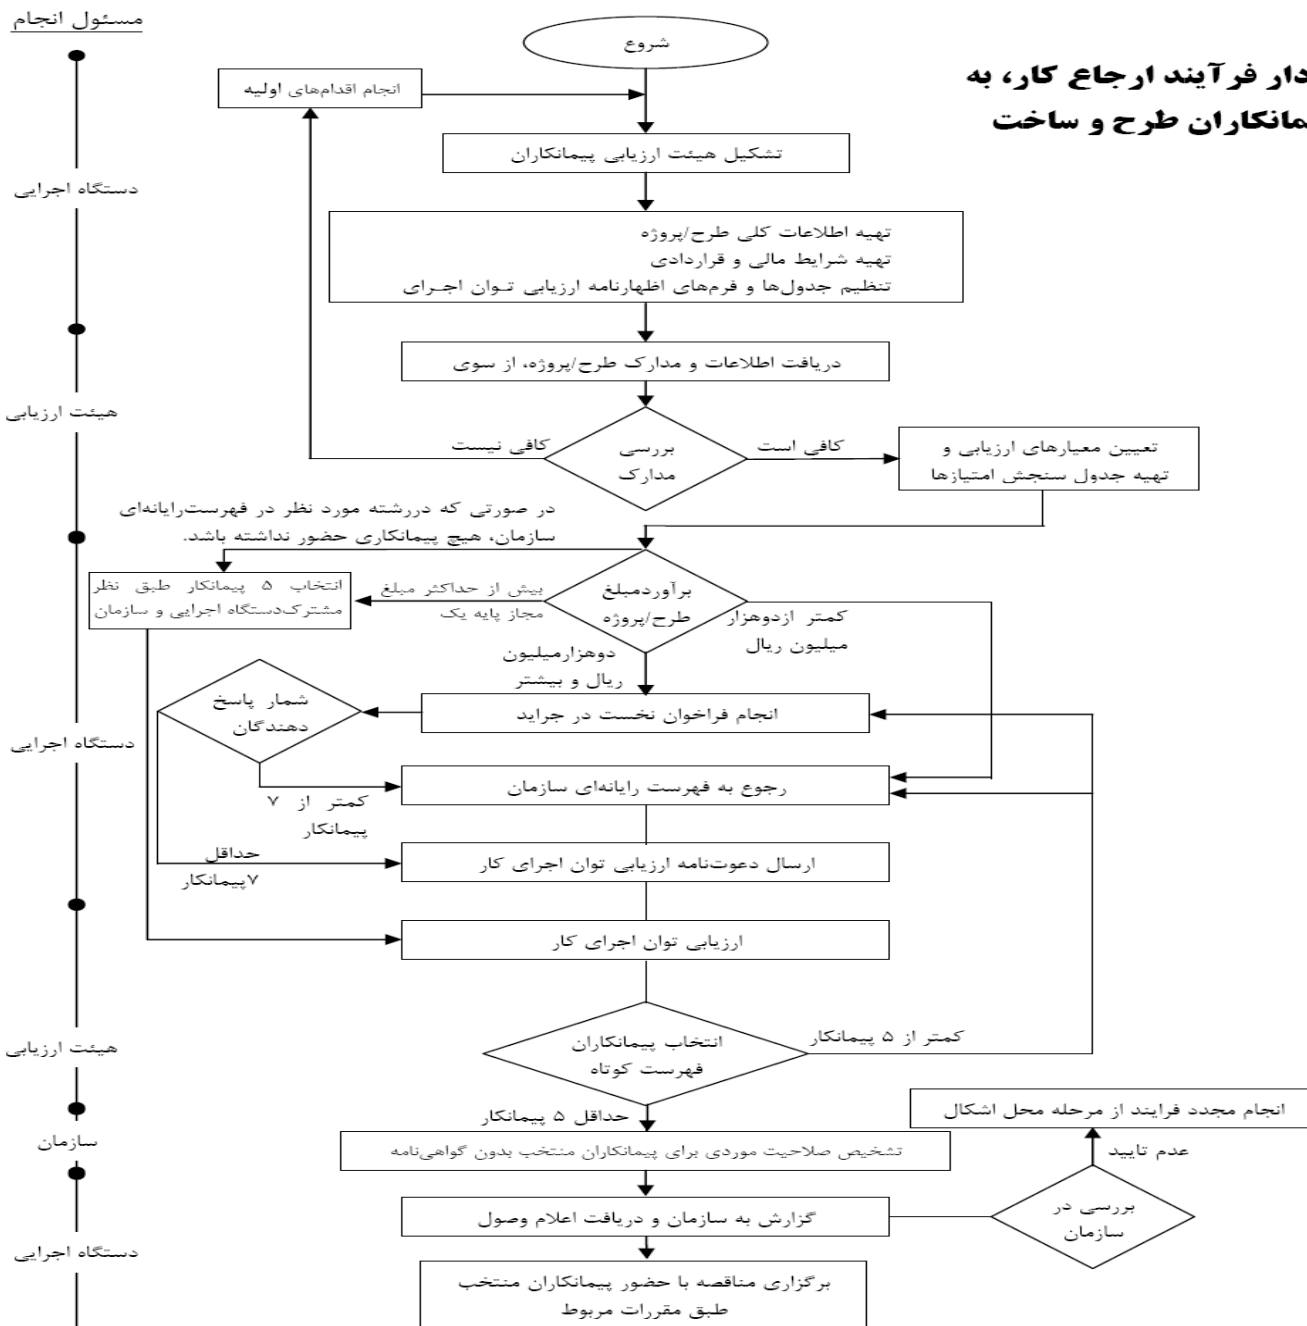 مسئول انجام
شروع
دار فرآیند ارجاع کار، به
مانکاران طرح و ساخت
انجام اقدام‌های اولیه
تشکیل هیئت ارزیابی پیمانکاران
دستگاه اجرایی
تهیه اطلاعات کلی طرح/پروژه
تهیه شرایط مالی و قراردادی
تنظیم جدول‌ها و فرم‌های اظهارنامه ارزیابی تـوان اجـرای
دریافت اطلاعات و مدارک طرح/پروژه، از سوی
هیئت ارزیابی
بررسی
مدارک
کافی نیست
کافی است
تعیین معیارهای ارزیابی و
تهیه جدول سنجش امتیازها
در صورتی که دررشته مورد نظر در فهرست‌رایانه‌ای
سازمان، هیچ پیمانکاری حضور نداشته باشد.
انتخاب ۵ پیمانکار طبق نظر
مشترک‌دستگاه اجرایی و سازمان
بیش از حداکثر مبلغ
مجاز پایه یک
برآوردمبلغ
طرح/پروژه
کمتر ازدوهزار
میلیون ریال
دوهزارمیلیون
ریال و بیشتر
شمار پاسخ
دهندگان
انجام فراخوان نخست در جراید
دستگاه اجرایی
رجوع به فهرست رایانه‌ای سازمان
کمتر از ۷
پیمانکار
حداقل
۷پیمانکار
ارسال دعوت‌نامه ارزیابی توان اجرای کار
ارزیابی توان اجرای کار
هیئت ارزیابی
انتخاب پیمانکاران
فهرست کوتاه
کمتر از ۵ پیمانکار
حداقل ۵ پیمانکار
انجام مجدد فرایند از مرحله محل اشکال
سازمان
تشخیص صلاحیت موردی برای پیمانکاران منتخب بدون گواهی‌نامه
عدم تایید
گزارش به سازمان و دریافت اعلام وصول
بررسی در
سازمان
دستگاه اجرایی
برگزاری مناقصه با حضور پیمانکاران منتخب
طبق مقررات مربوط